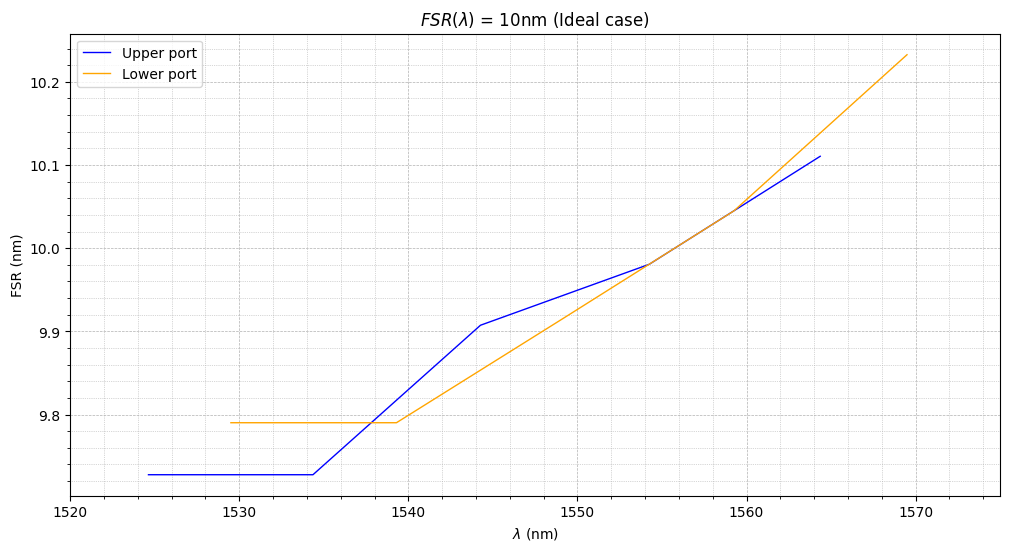 FSR(λ) = 10nm (Ideal case)
Upper port
Lower port
FSR (nm)
10.2
10.1
10.0
9.9
9.8
1520 1530 1540 1550 1560 1570
λ (nm)